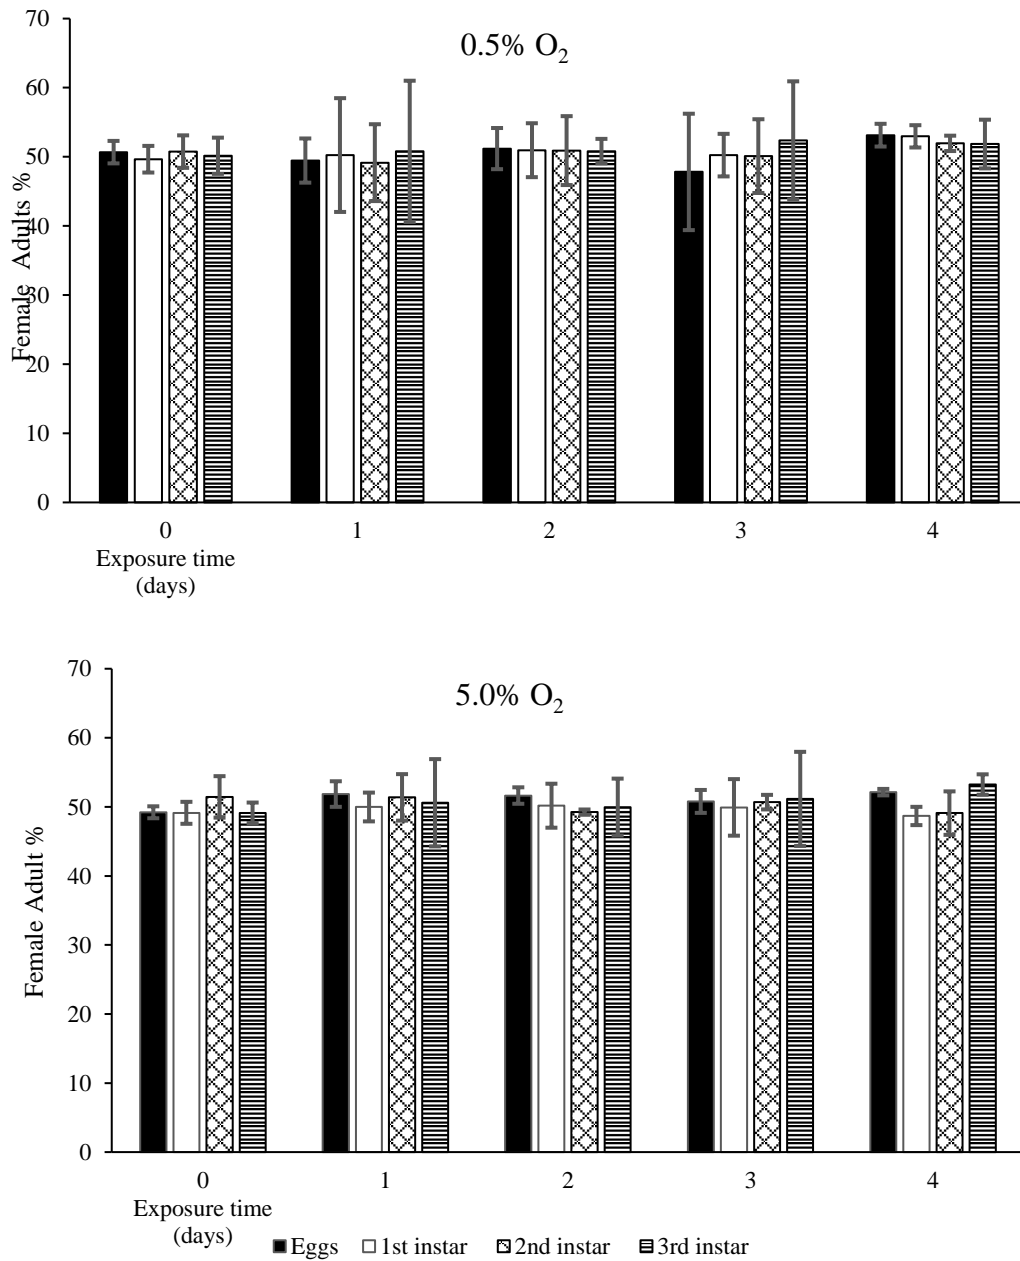 70
60
50
40
30
20
10
0
Female Adults %
0.5% O₂
0 1 2 3 4
Exposure time
(days)
70
60
50
40
30
20
10
0
Female Adult %
5.0% O₂
0 1 2 3 4
Exposure time
(days)
Eggs 1st instar 2nd instar 3rd instar